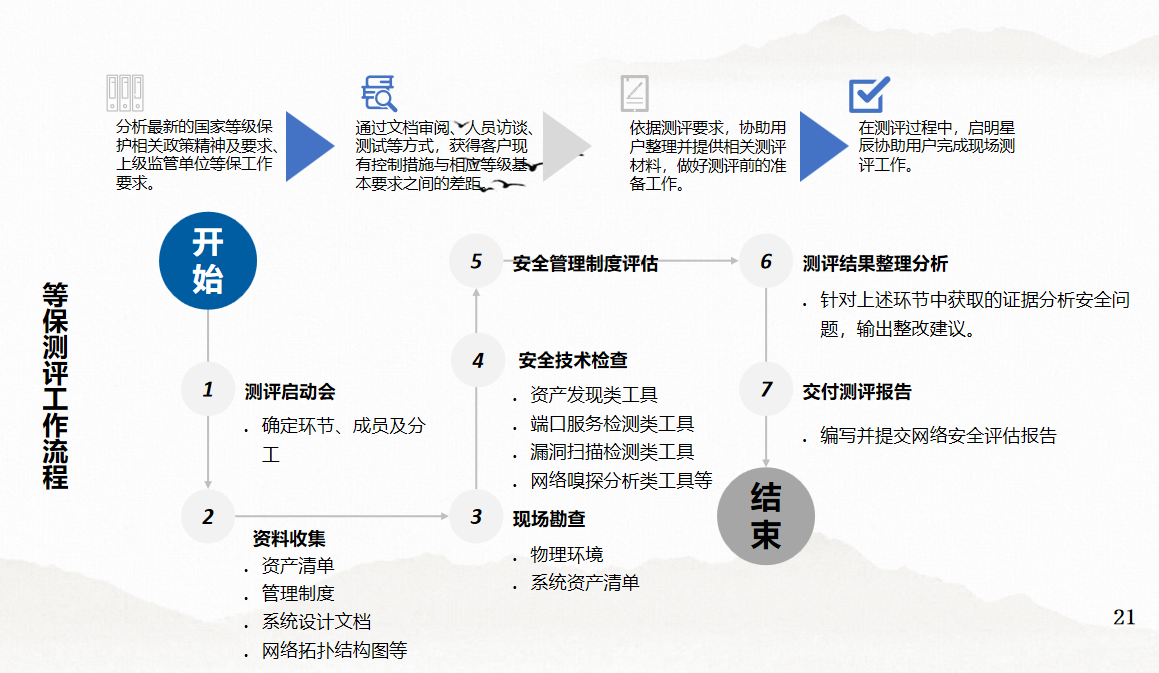 分析最新的国家等级保
护相关政策精神及要求、
上级监管单位等保工作
要求。
通过文档审阅、人员访谈、
测试等方式，获得客户现
有控制措施与相应等级基
本要求之间的差距。
依据测评要求，协助用
户整理并提供相关测评
材料，做好测评前的准
备工作。
在测评过程中，启明星
辰协助用户完成现场测
评工作。
等保测评工作流程
开
始
1
测评启动会
. 确定环节、成员及分
工
2
资料收集
. 资产清单
. 管理制度
. 系统设计文档
. 网络拓扑结构图等
3
现场勘查
. 物理环境
. 系统资产清单
4
安全技术检查
. 资产发现类工具
. 端口服务检测类工具
. 漏洞扫描检测类工具
. 网络嗅探分析类工具等
5
安全管理制度评估
6
测评结果整理分析
. 针对上述环节中获取的证据分析安全问
题，输出整改建议。
7
交付测评报告
. 编写并提交网络安全评估报告
结
束
21